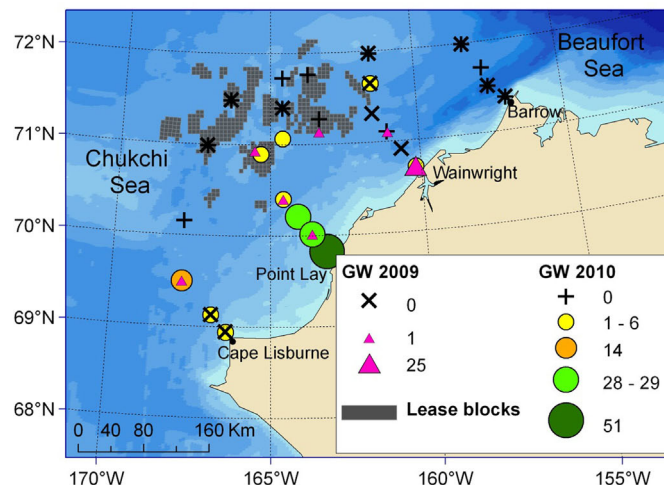 72°N
71°N
70°N
69°N
68°N
Beaufort
Sea
Barrow
Chukchi
Sea
Wainwright
Point Lay
Cape Lisburne
GW 2009
0
1
25
Lease blocks
GW 2010
0
1 - 6
14
28 - 29
51
0 40 80 160 Km
170°W 165°W 160°W 155°W